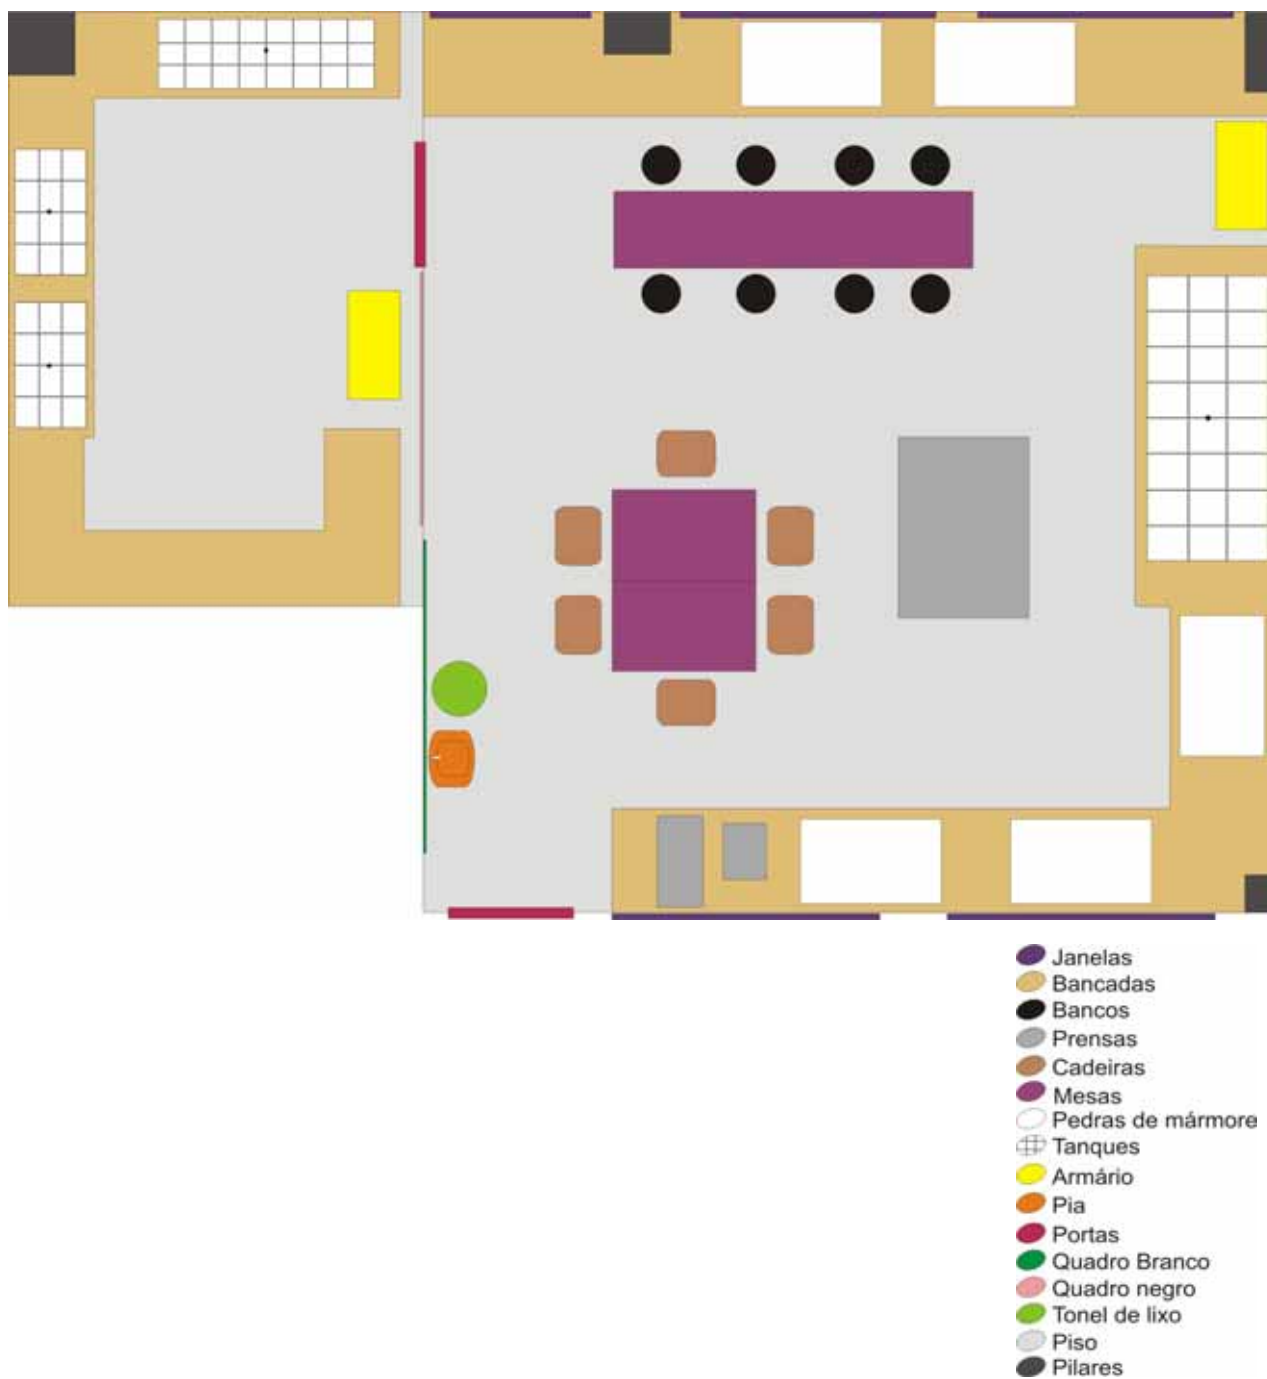 Janelas
Bancadas
Bancos
Prensas
Cadeiras
Mesas
Pedras de mármore
Tanques
Armário
Pia
Portas
Quadro Branco
Quadro negro
Tonel de lixo
Piso
Pilares